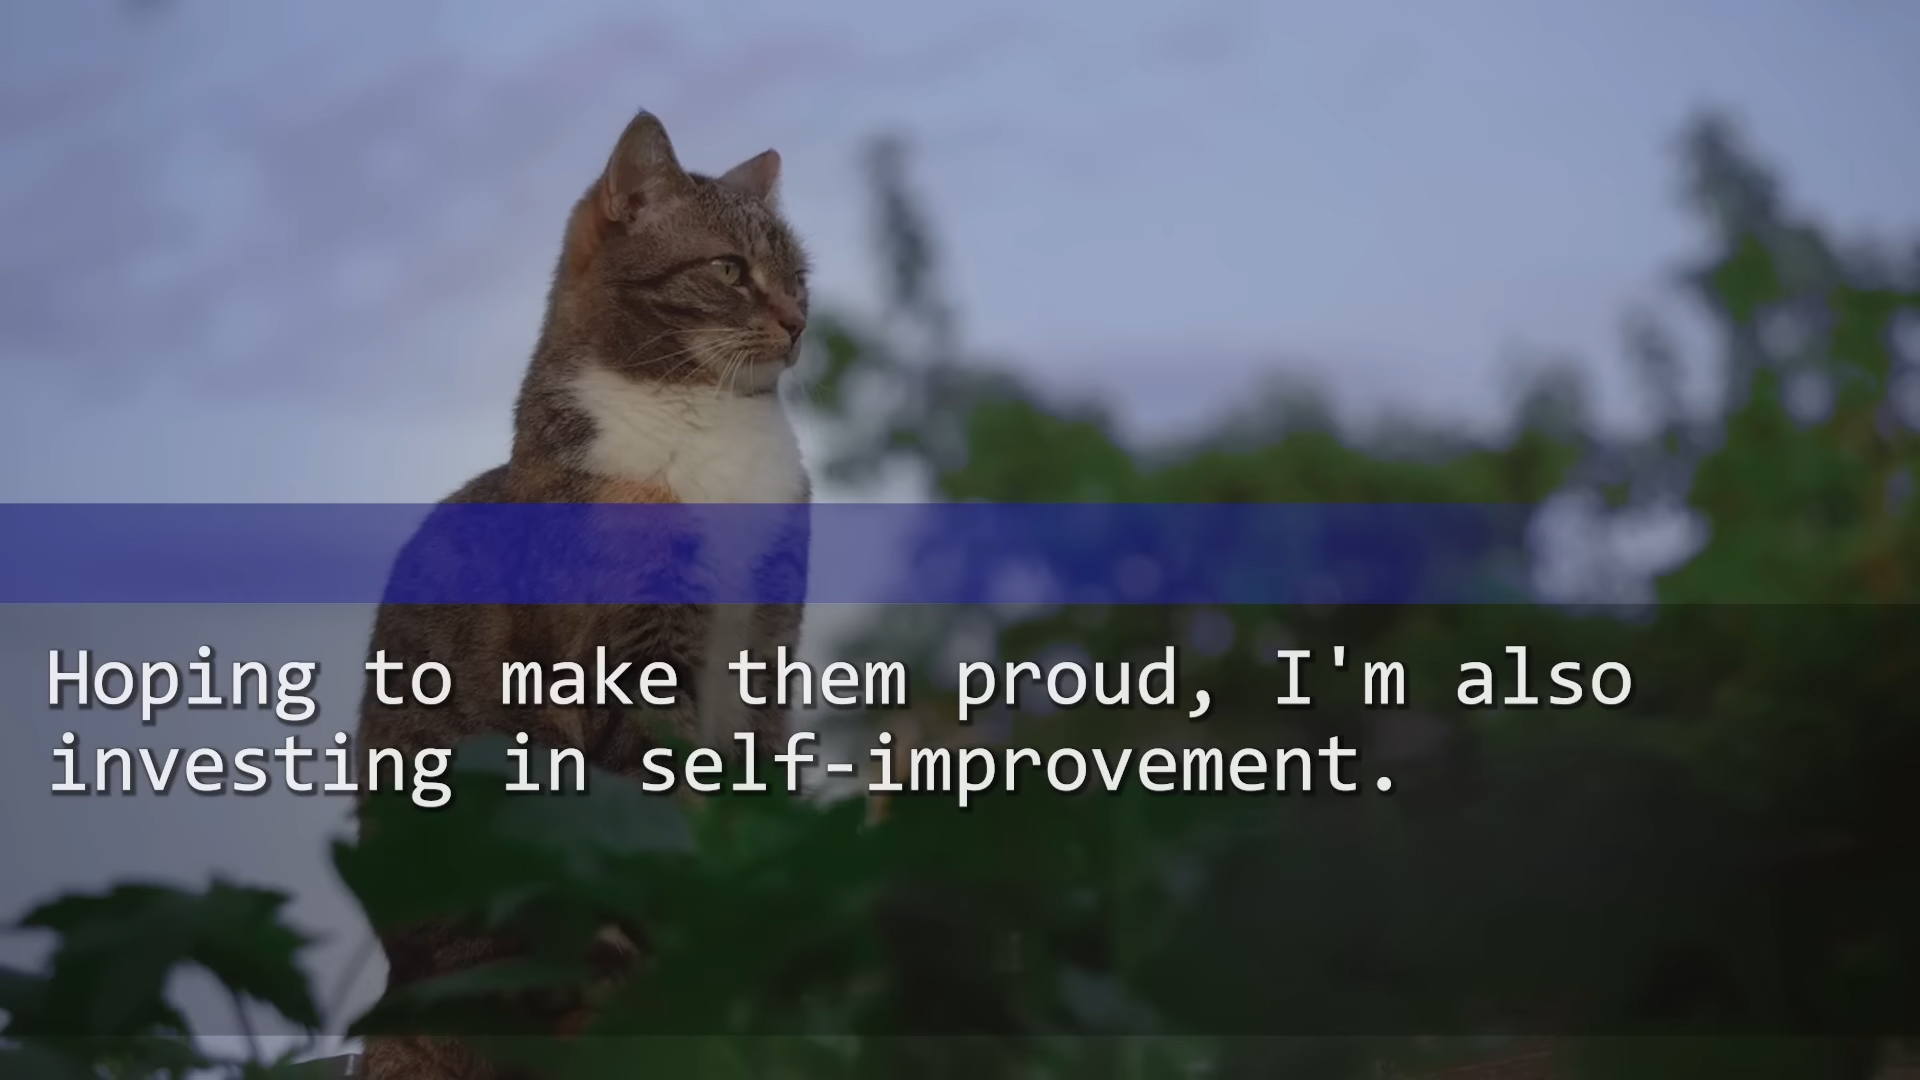 Hoping to make them proud, I'm also
investing in self-improvement.